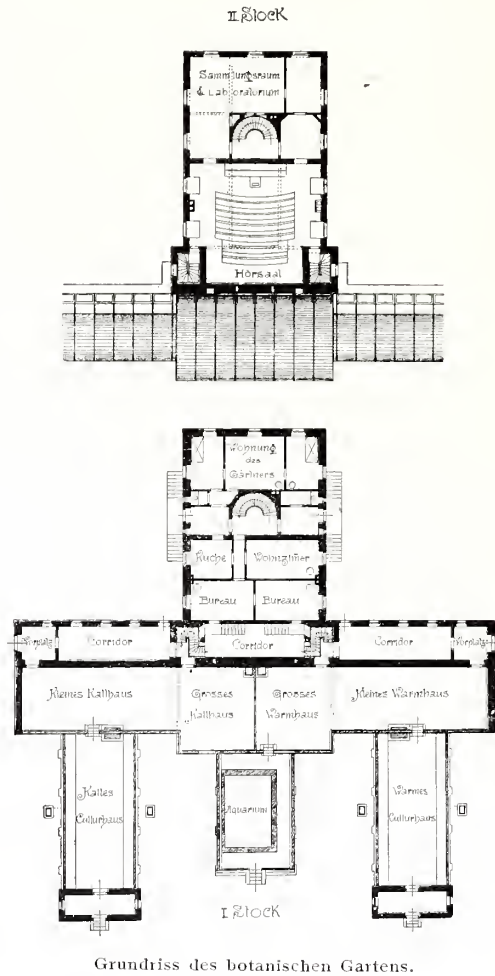 II. Stock
Sammlungsraum
& Laboratorium
Hörsaal
Wohnung
des
Gärtners
Küche
Wohnzimer
Bureau
Bureau
Vorplatz
Corridor
Corridor
Corridor
Vorplatz
Kleines Kalthaus
Grosses
Kalthaus
Grosses
Warmhaus
Kleines Warmhaus
Kaltes
Culturhaus
Aquarium
Warmes
Culturhaus
I. Stock
Grundriss des botanischen Gartens.